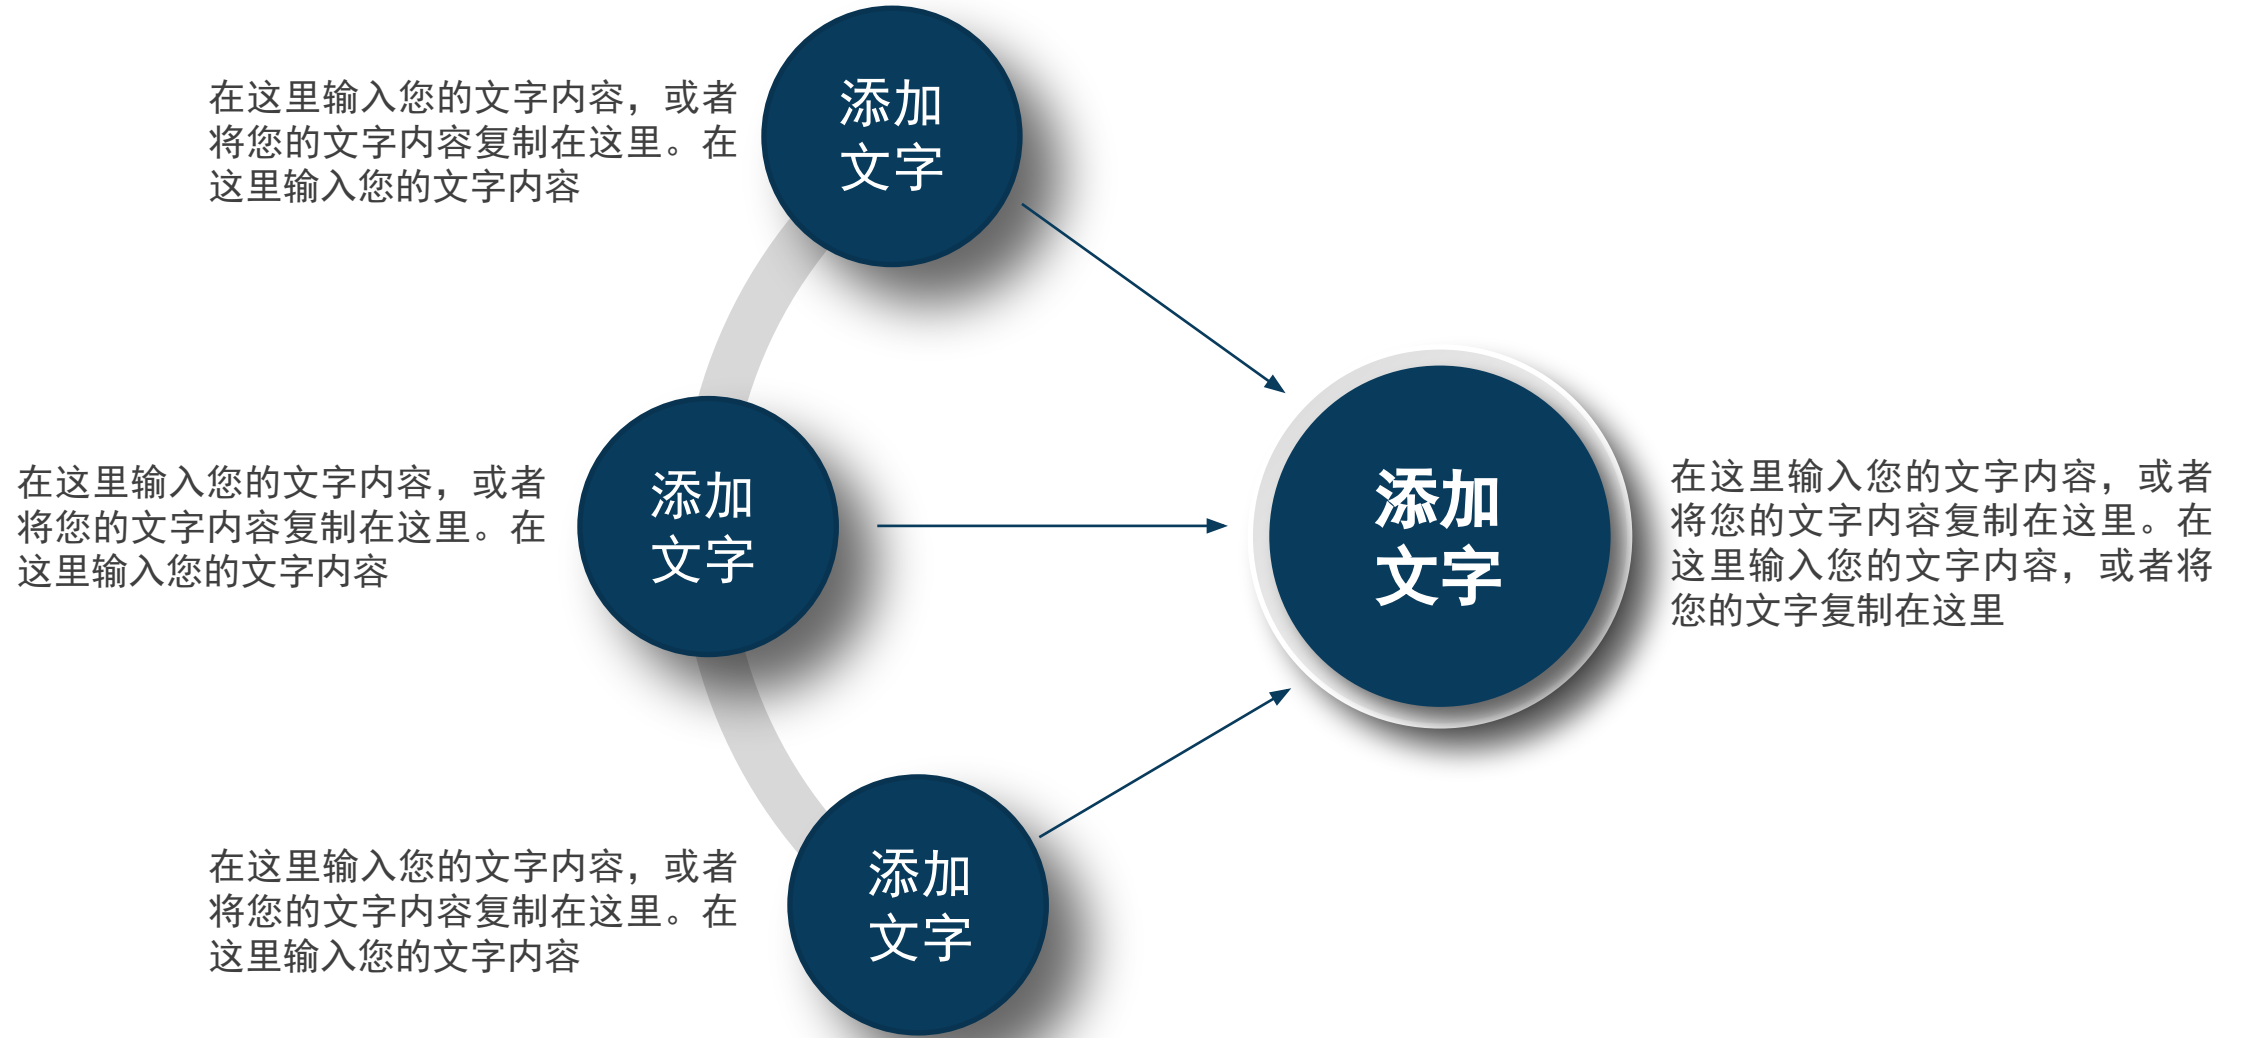 在这里输入您的文字内容，或者
将您的文字内容复制在这里。在
这里输入您的文字内容
添加
文字
在这里输入您的文字内容，或者
将您的文字内容复制在这里。在
这里输入您的文字内容
添加
文字
添加
文字
在这里输入您的文字内容，或者
将您的文字内容复制在这里。在
这里输入您的文字内容，或者将
您的文字复制在这里
在这里输入您的文字内容，或者
将您的文字内容复制在这里。在
这里输入您的文字内容
添加
文字